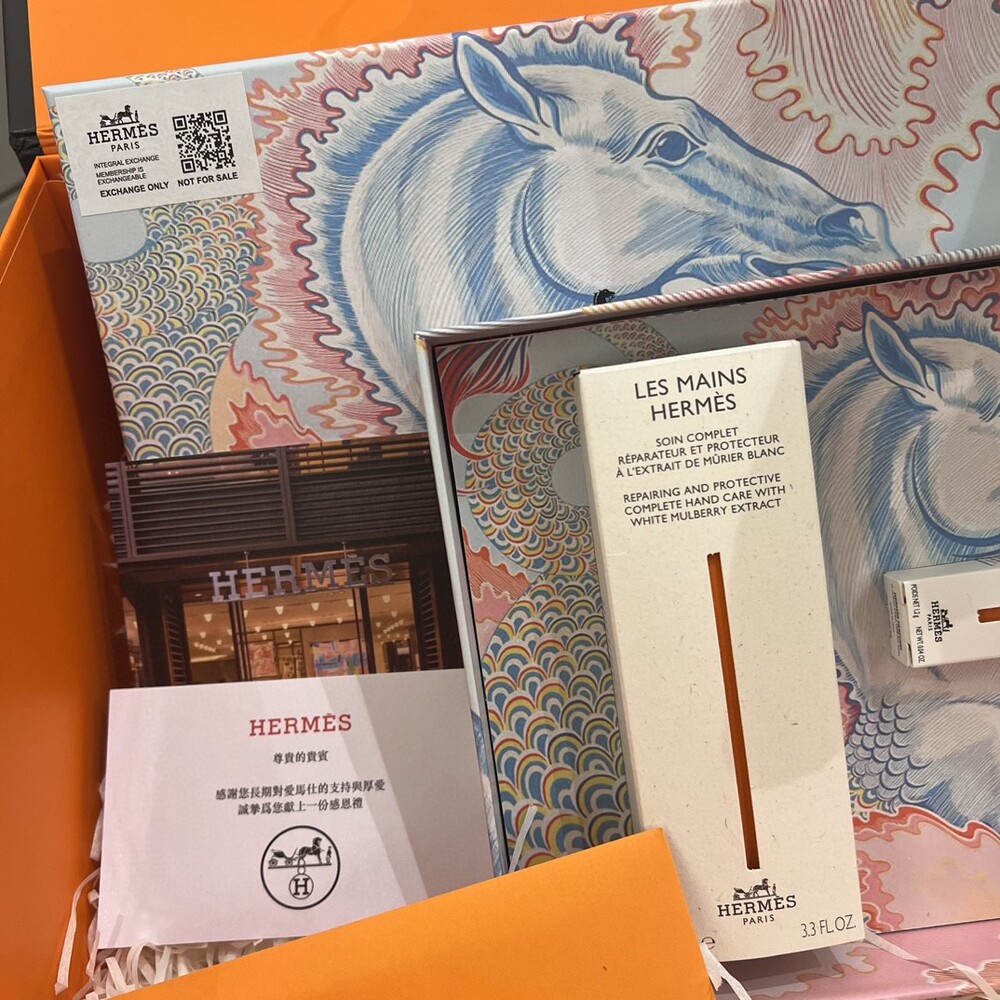 HERMÈS
PARIS
INTEGRAL EXCHANGE
MEMBERSHIP IS
EXCHANGEABLE
EXCHANGE ONLY
NOT FOR SALE
LES MAINS
HERMÈS
SOIN COMPLET
RÉPARATEUR ET PROTECTEUR
À L'EXTRAIT DE MÛRIER BLANC
REPAIRING AND PROTECTIVE
COMPLETE HAND CARE WITH
WHITE MULBERRY EXTRACT
HERMÈS
PARIS
3.3 FL.OZ.
HERMÈS
HERMÈS
尊貴的貴賓
感謝您長期對愛馬仕的支持與厚愛
誠摯爲您獻上一份感恩禮
H
HERMÈS
PARIS